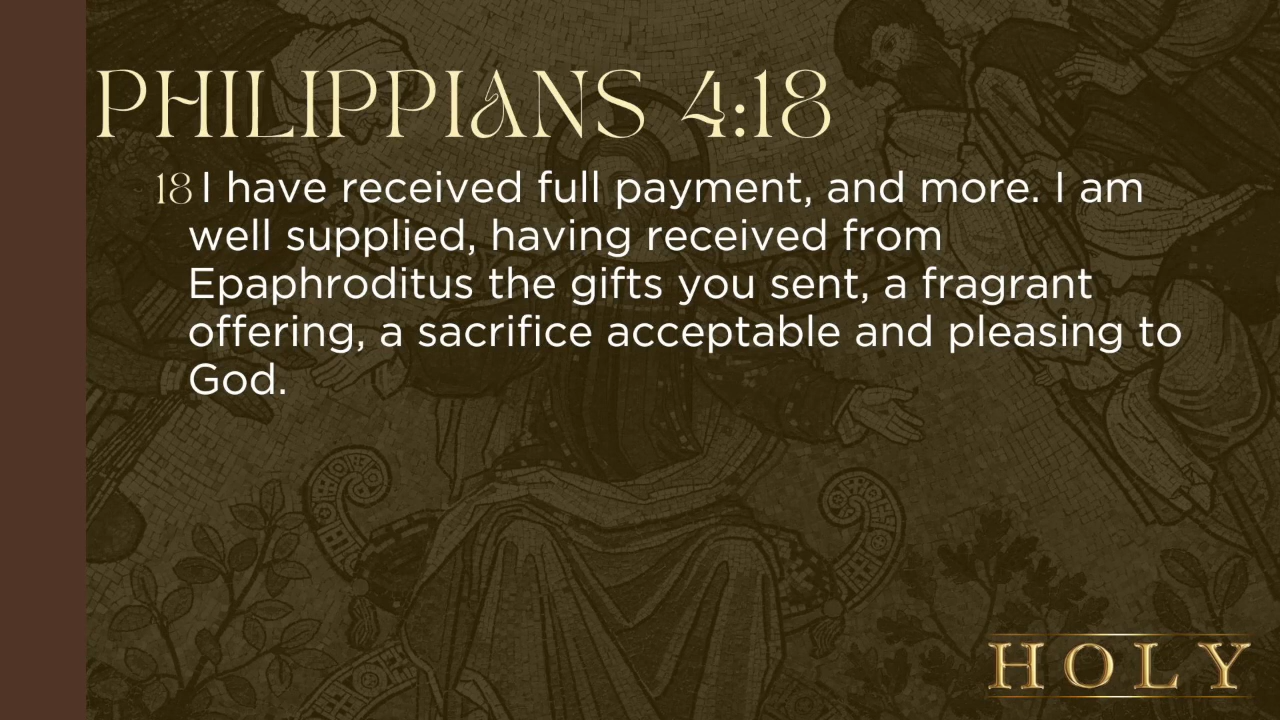 PHILIPPIANS 4:18
18 I have received full payment, and more. I am
well supplied, having received from
Epaphroditus the gifts you sent, a fragrant
offering, a sacrifice acceptable and pleasing to
God.
HOLY